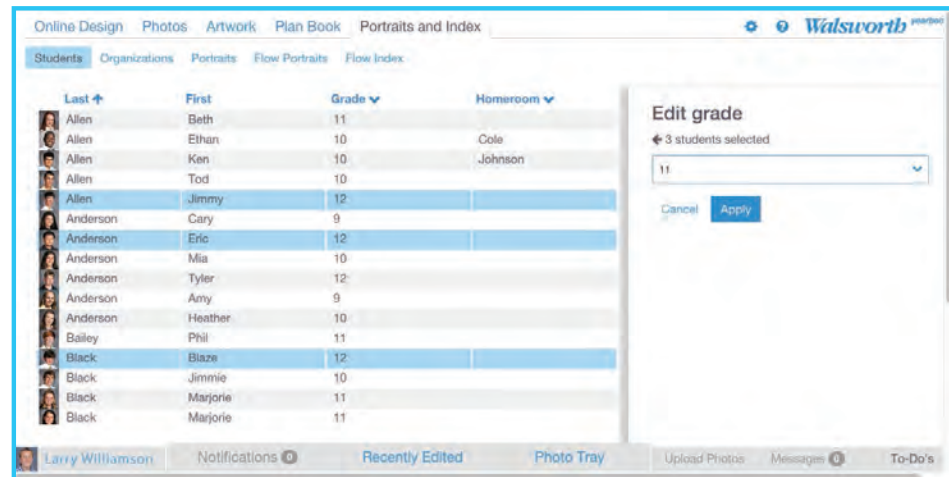 Online Design Photos Artwork Plan Book Portraits and Index Walsworth yearbooks
Students Organizations Portraits Flow Portraits Flow Index
Last First Grade Homeroom
Allen Beth 11
Allen Ethan 10 Cole
Allen Ken 10 Johnson
Allen Tod 10
Allen Jimmy 12
Anderson Cary 9
Anderson Eric 12
Anderson Mia 10
Anderson Tyler 12
Anderson Amy 9
Anderson Heather 10
Bailey Phil 11
Black Blaze 12
Black Jimmie 10
Black Marjorie 11
Black Marjorie 11
Edit grade
3 students selected
11
Cancel Apply
Larry Williamson Notifications 0 Recently Edited Photo Tray Upload Photos Messages 0 To-Do's